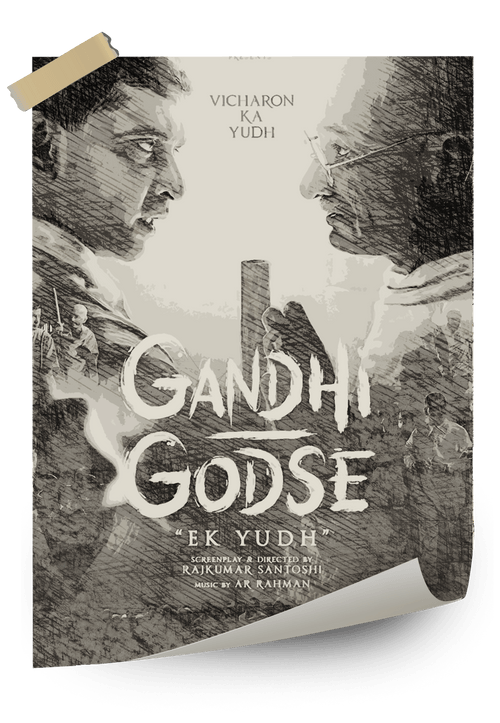 VICHARON
KA
YUDH
GANDHI
GODSE
"EK YUDH"
SCREENPLAY & DIRECTED BY
RAJKUMAR SANTOSHI
MUSIC BY AR RAHMAN